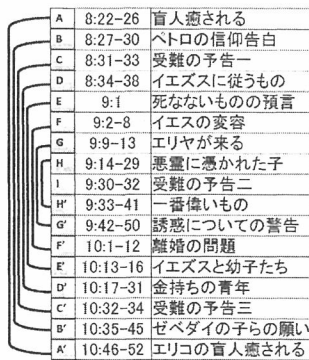 A 8:22-26 盲人癒される
B 8:27-30 ペトロの信仰告白
C 8:31-33 受難の予告一
D 8:34-38 イエズスに従うもの
E 9:1 死なないものの預言
F 9:2-8 イエスの変容
G 9:9-13 エリヤが来る
H 9:14-29 悪霊に憑かれた子
I 9:30-32 受難の予告二
H' 9:33-41 一番偉いもの
G' 9:42-50 誘惑についての警告
F' 10:1-12 離婚の問題
E' 10:13-16 イエズスと幼子たち
D' 10:17-31 金持ちの青年
C' 10:32-34 受難の予告三
B' 10:35-45 ゼベダイの子らの願い
A' 10:46-52 エリコの盲人癒される